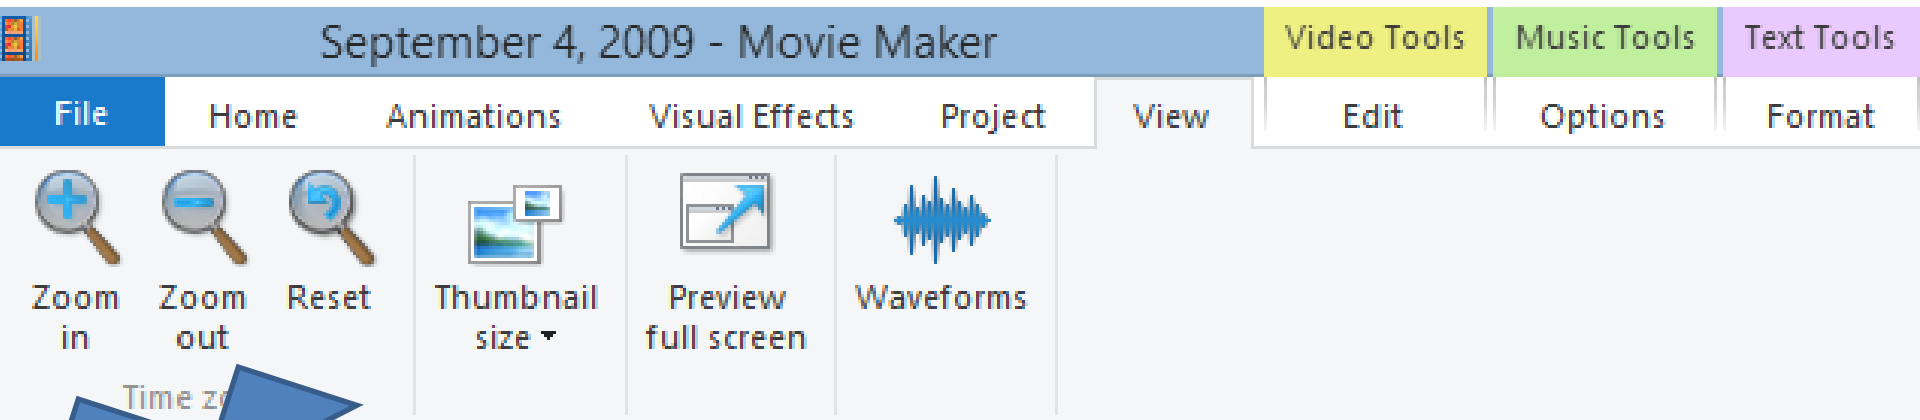 September 4, 2009 - Movie Maker
Video Tools Music Tools Text Tools
File Home Animations Visual Effects Project View Edit Options Format
Zoom in
Zoom out
Reset
Thumbnail size
Preview full screen
Waveforms
Time